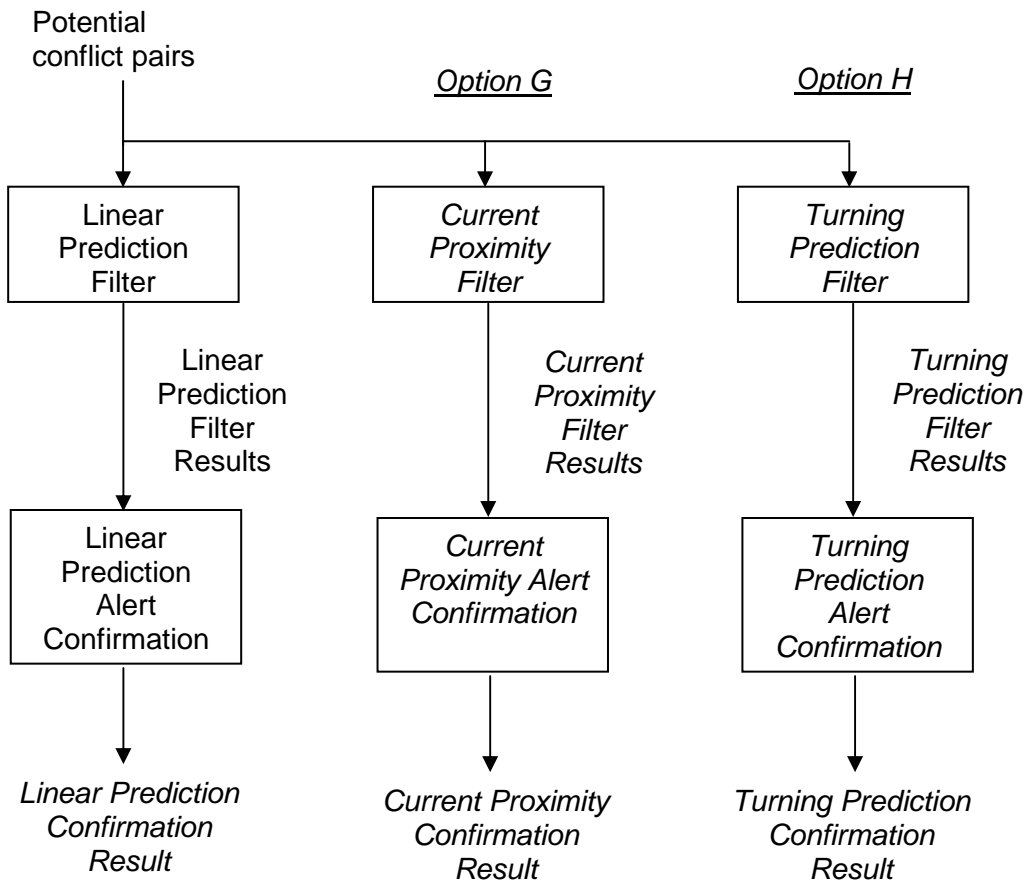 Potential
conflict pairs
Option G
Option H
Linear
Prediction
Filter
Current
Proximity
Filter
Turning
Prediction
Filter
Linear
Prediction
Filter
Results
Current
Proximity
Filter
Results
Turning
Prediction
Filter
Results
Linear
Prediction
Alert
Confirmation
Current
Proximity Alert
Confirmation
Turning
Prediction
Alert
Confirmation
Linear Prediction
Confirmation
Result
Current Proximity
Confirmation
Result
Turning Prediction
Confirmation
Result